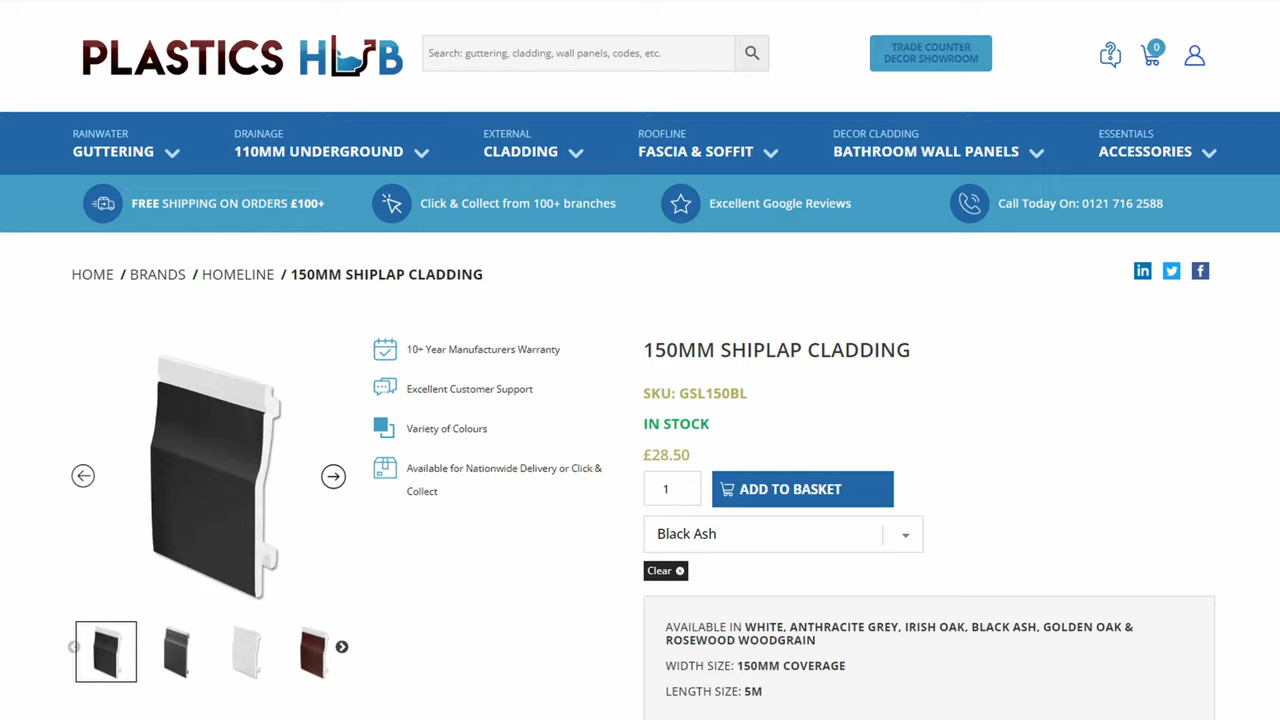 PLASTICS HUB
Search: guttering, cladding, wall panels, codes, etc.
TRADE COUNTER
DECOR SHOWROOM
0
RAINWATER
GUTTERING
DRAINAGE
110MM UNDERGROUND
EXTERNAL
CLADDING
ROOFLINE
FASCIA & SOFFIT
DECOR CLADDING
BATHROOM WALL PANELS
ESSENTIALS
ACCESSORIES
FREE SHIPPING ON ORDERS £100+
Click & Collect from 100+ branches
Excellent Google Reviews
Call Today On: 0121 716 2588
HOME / BRANDS / HOMELINE / 150MM SHIPLAP CLADDING
10+ Year Manufacturers Warranty
Excellent Customer Support
Variety of Colours
Available for Nationwide Delivery or Click &
Collect
150MM SHIPLAP CLADDING
SKU: GSL150BL
IN STOCK
£28.50
1
ADD TO BASKET
Black Ash
Clear
AVAILABLE IN WHITE, ANTHRACITE GREY, IRISH OAK, BLACK ASH, GOLDEN OAK &
ROSEWOOD WOODGRAIN
WIDTH SIZE: 150MM COVERAGE
LENGTH SIZE: 5M